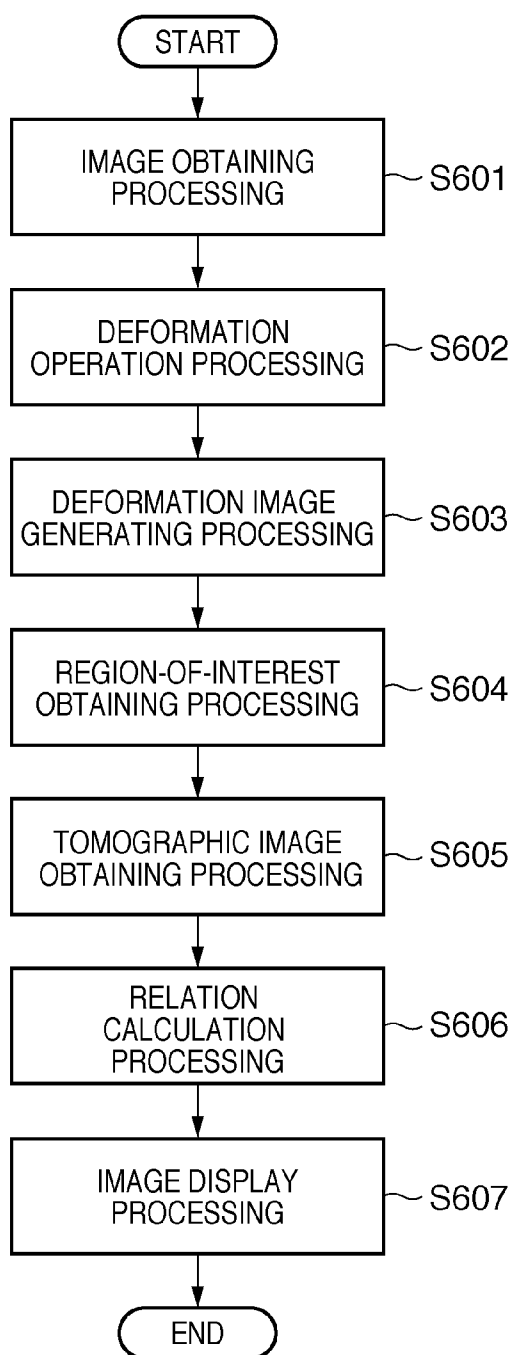 START
IMAGE OBTAINING
PROCESSING
S601
DEFORMATION
OPERATION PROCESSING
S602
DEFORMATION IMAGE
GENERATING PROCESSING
S603
REGION-OF-INTEREST
OBTAINING PROCESSING
S604
TOMOGRAPHIC IMAGE
OBTAINING PROCESSING
S605
RELATION
CALCULATION
PROCESSING
S606
IMAGE DISPLAY
PROCESSING
S607
END